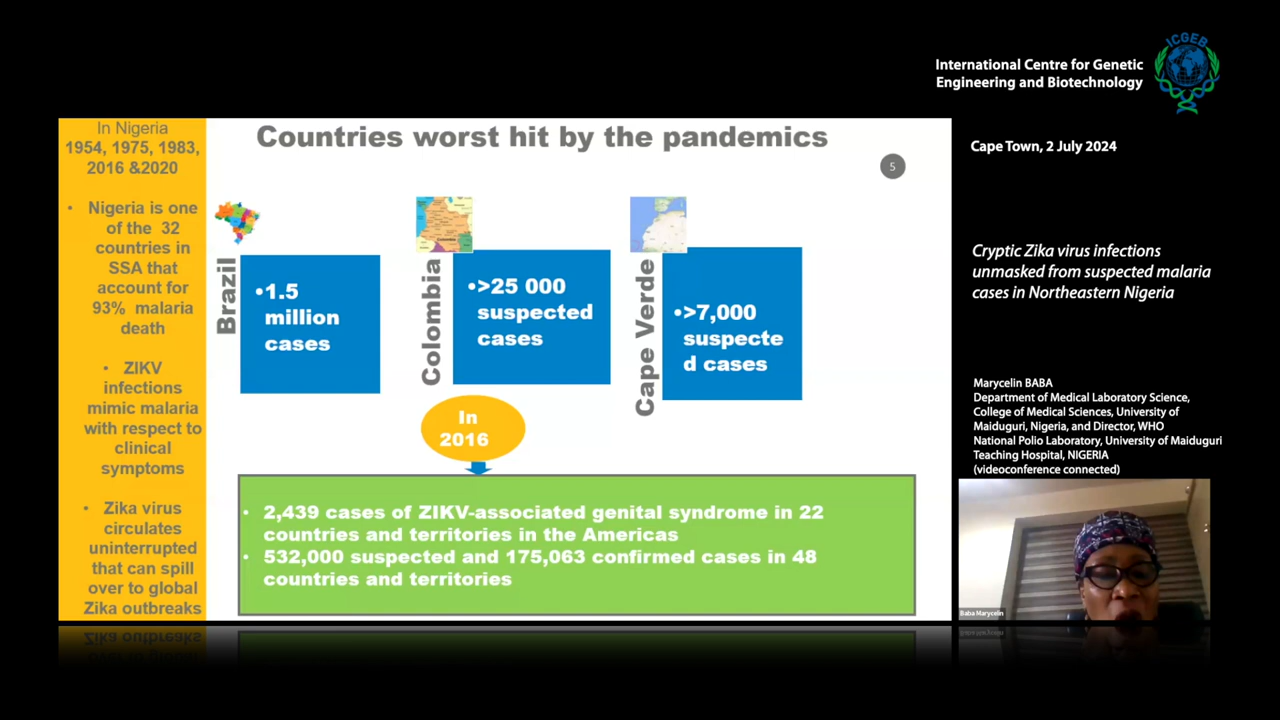 ICGEB
International Centre for Genetic
Engineering and Biotechnology
In Nigeria
1954, 1975, 1983,
2016 &2020
• Nigeria is one
of the 32
countries in
SSA that
account for
93% malaria
death
• ZIKV
infections
mimic malaria
with respect to
clinical
symptoms
• Zika virus
circulates
uninterrupted
that can spill
over to global
Zika outbreaks
Countries worst hit by the pandemics
5
Brazil
•1.5
million
cases
Colombia
•>25 000
suspected
cases
Cape Verde
•>7,000
suspecte
d cases
In
2016
• 2,439 cases of ZIKV-associated genital syndrome in 22
countries and territories in the Americas
• 532,000 suspected and 175,063 confirmed cases in 48
countries and territories
Cape Town, 2 July 2024
Cryptic Zika virus infections
unmasked from suspected malaria
cases in Northeastern Nigeria
Marycelin BABA
Department of Medical Laboratory Science,
College of Medical Sciences, University of
Maiduguri, Nigeria, and Director, WHO
National Polio Laboratory, University of Maiduguri
Teaching Hospital, NIGERIA
(videoconference connected)
Baba Marycelin